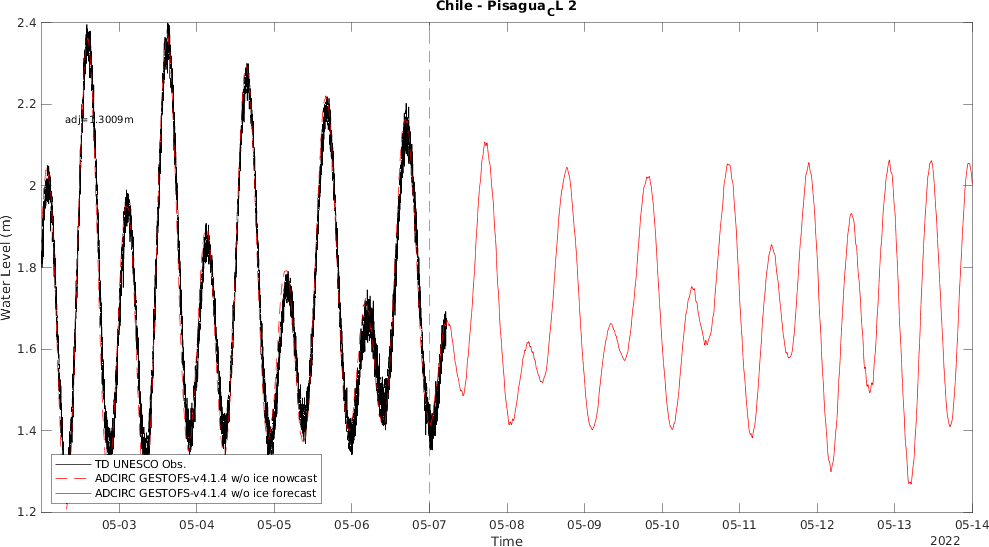 Chile - Pisagua_CL 2
2.4
2.2
2
1.8
1.6
1.4
1.2
Water Level (m)
adj=1.3009m
TD UNESCO Obs.
ADCIRC GESTOFS-v4.1.4 w/o ice nowcast
ADCIRC GESTOFS-v4.1.4 w/o ice forecast
05-03 05-04 05-05 05-06 05-07 05-08 05-09 05-10 05-11 05-12 05-13 05-14
Time
2022